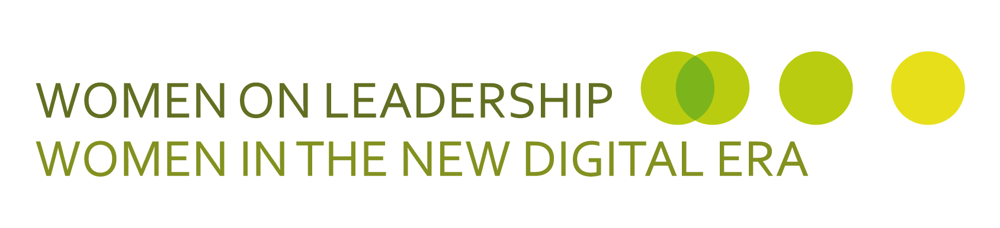 WOMEN ON LEADERSHIP
WOMEN IN THE NEW DIGITAL ERA